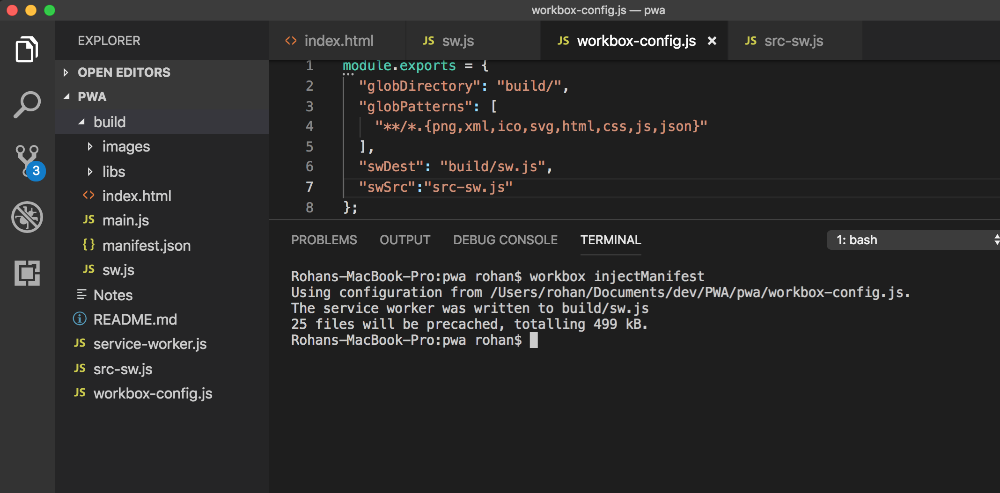 workbox-config.js — pwa
EXPLORER
OPEN EDITORS
PWA
build
images
libs
<> index.html
JS main.js
{} manifest.json
JS sw.js
Notes
README.md
JS service-worker.js
JS src-sw.js
JS workbox-config.js
3
<> index.html
JS sw.js
JS workbox-config.js ×
JS src-sw.js
1 module.exports = {
2 "globDirectory": "build/",
3 "globPatterns": [
4 "**/*.{png,xml,ico,svg,html,css,js,json}"
5 ],
6 "swDest": "build/sw.js",
7 "swSrc":"src-sw.js"
8 };
PROBLEMS OUTPUT DEBUG CONSOLE TERMINAL 1: bash
Rohans-MacBook-Pro:pwa rohan$ workbox injectManifest
Using configuration from /Users/rohan/Documents/dev/PWA/pwa/workbox-config.js.
The service worker was written to build/sw.js
25 files will be precached, totalling 499 kB.
Rohans-MacBook-Pro:pwa rohan$